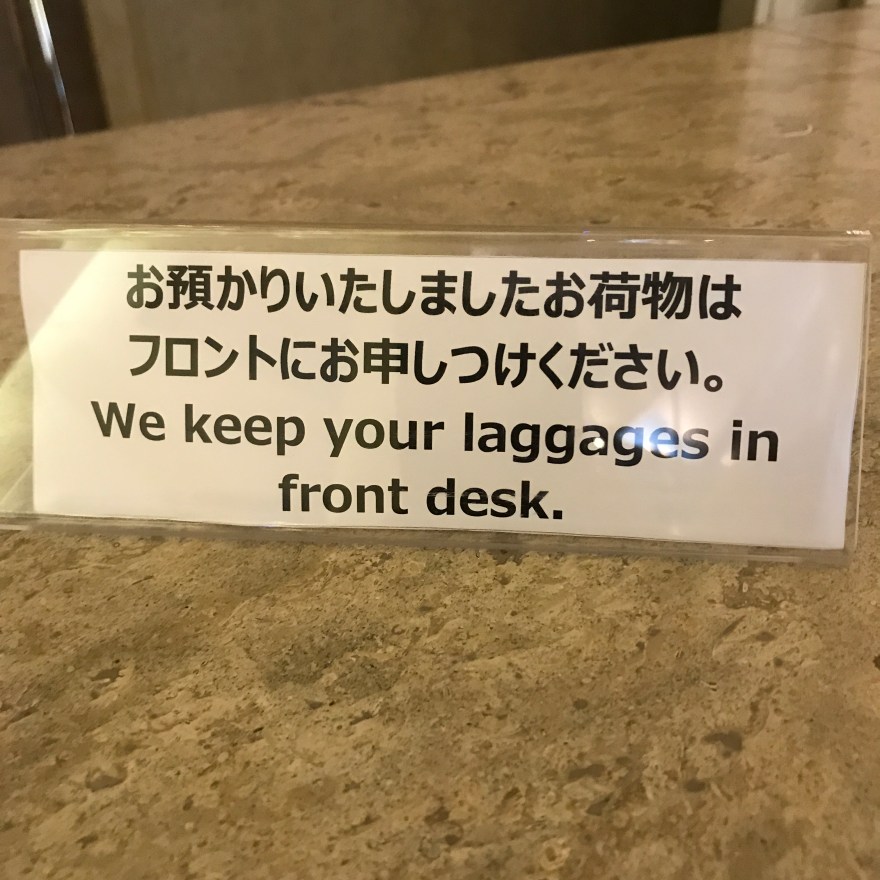 お預かりいたしましたお荷物は
フロントにお申しつけください。
We keep your laggages in
front desk.